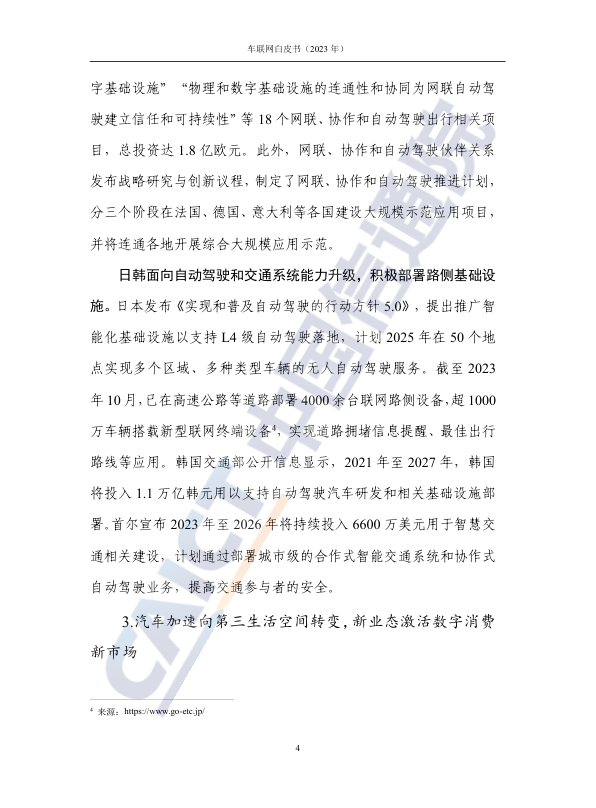 车联网白皮书（2023 年）
字基础设施” “物理和数字基础设施的连通性和协同为网联自动驾
驶建立信任和可持续性”等 18 个网联、协作和自动驾驶出行相关项
目，总投资达 1.8 亿欧元。此外，网联、协作和自动驾驶伙伴关系
发布战略研究与创新议程，制定了网联、协作和自动驾驶推进计划，
分三个阶段在法国、德国、意大利等各国建设大规模示范应用项目，
并将连通各地开展综合大规模应用示范。
日韩面向自动驾驶和交通系统能力升级，积极部署路侧基础设
施。日本发布《实现和普及自动驾驶的行动方针 5.0》，提出推广智
能化基础设施以支持 L4 级自动驾驶落地，计划 2025 年在 50 个地
点实现多个区域、多种类型车辆的无人自动驾驶服务。截至 2023
年 10 月，已在高速公路等道路部署 4000 余台联网路侧设备，超 1000
万车辆搭载新型联网终端设备4，实现道路拥堵信息提醒、最佳出行
路线等应用。韩国交通部公开信息显示，2021 年至 2027 年，韩国
将投入 1.1 万亿韩元用以支持自动驾驶汽车研发和相关基础设施部
署。首尔宣布 2023 年至 2026 年将持续投入 6600 万美元用于智慧交
通相关建设，计划通过部署城市级的合作式智能交通系统和协作式
自动驾驶业务，提高交通参与者的安全。
3.汽车加速向第三生活空间转变，新业态激活数字消费
新市场
4 来源：https://www.go-etc.jp/
4
CAICT 中国信通院